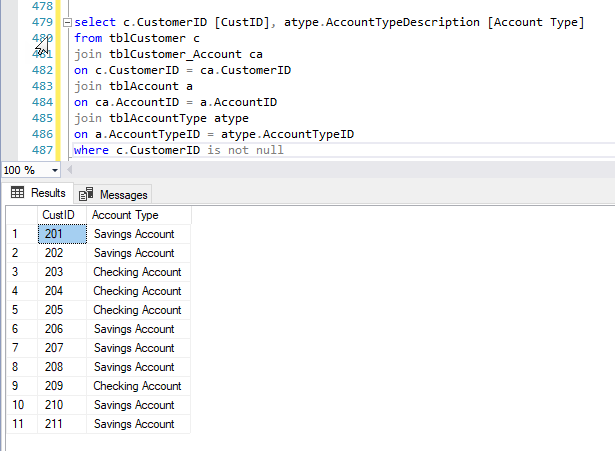 478
479 select c.CustomerID [CustID], atype.AccountTypeDescription [Account Type]
480 from tblCustomer c
481 join tblCustomer_Account ca
482 on c.CustomerID = ca.CustomerID
483 join tblAccount a
484 on ca.AccountID = a.AccountID
485 join tblAccountType atype
486 on a.AccountTypeID = atype.AccountTypeID
487 where c.CustomerID is not null
100 %
Results Messages
CustID Account Type
1 201 Savings Account
2 202 Savings Account
3 203 Checking Account
4 204 Checking Account
5 205 Checking Account
6 206 Savings Account
7 207 Savings Account
8 208 Savings Account
9 209 Checking Account
10 210 Savings Account
11 211 Savings Account